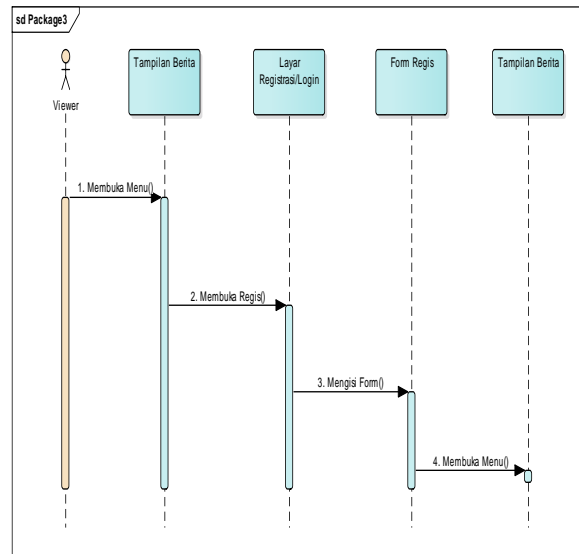 sd Package3
Viewer
Tampilan Berita
Layar
Registrasi/Login
Form Regis
Tampilan Berita
1. Membuka Menu()
2. Membuka Regis()
3. Mengisi Form()
4. Membuka Menu()